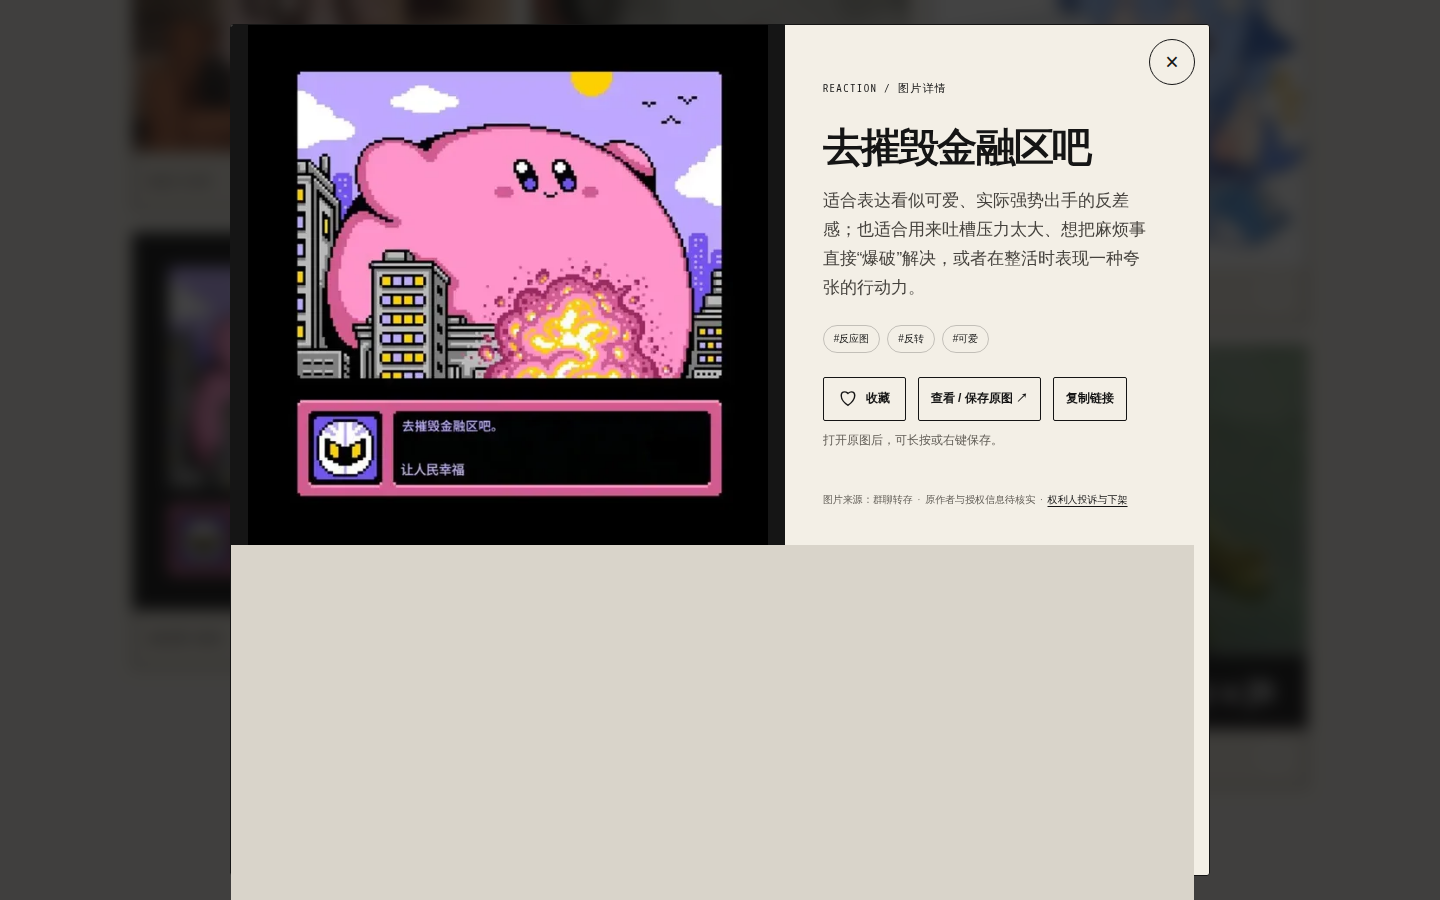 去摧毁金融区吧。
让人民幸福
REACTION / 图片详情
×
去摧毁金融区吧
适合表达看似可爱、实际强势出手的反差
感；也适合用来吐槽压力太大、想把麻烦事
直接“爆破”解决，或者在整活时表现一种夸
张的行动力。
#反应图 #反转 #可爱
收藏 查看 / 保存原图 ↗ 复制链接
打开原图后，可长按或右键保存。
图片来源：群聊转存 · 原作者与授权信息待核实 · 权利人投诉与下架